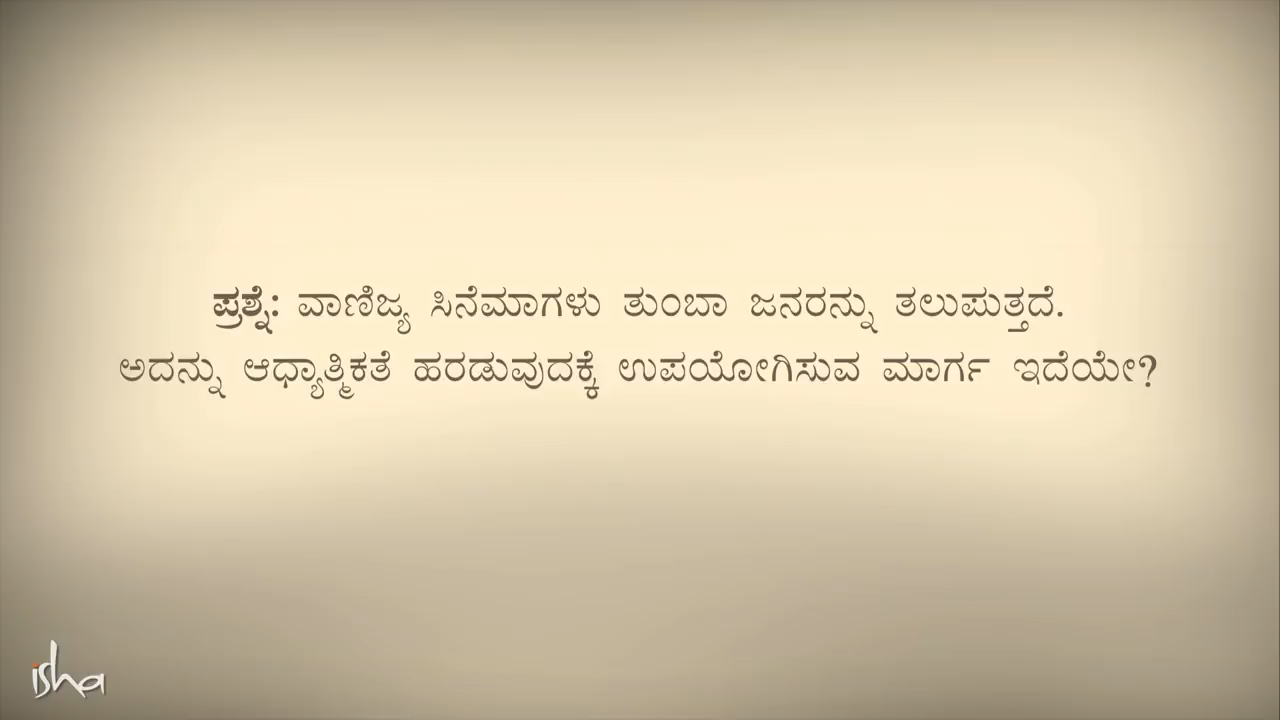 ಪ್ರಶ್ನೆ: ವಾಣಿಜ್ಯ ಸಿನೆಮಾಗಳು ತುಂಬಾ ಜನರನ್ನು ತಲುಪುತ್ತದೆ.
ಅದನ್ನು ಆಧ್ಯಾತ್ಮಿಕತೆ ಹರಡುವುದಕ್ಕೆ ಉಪಯೋಗಿಸುವ ಮಾರ್ಗ ಇದೆಯೇ?
isha